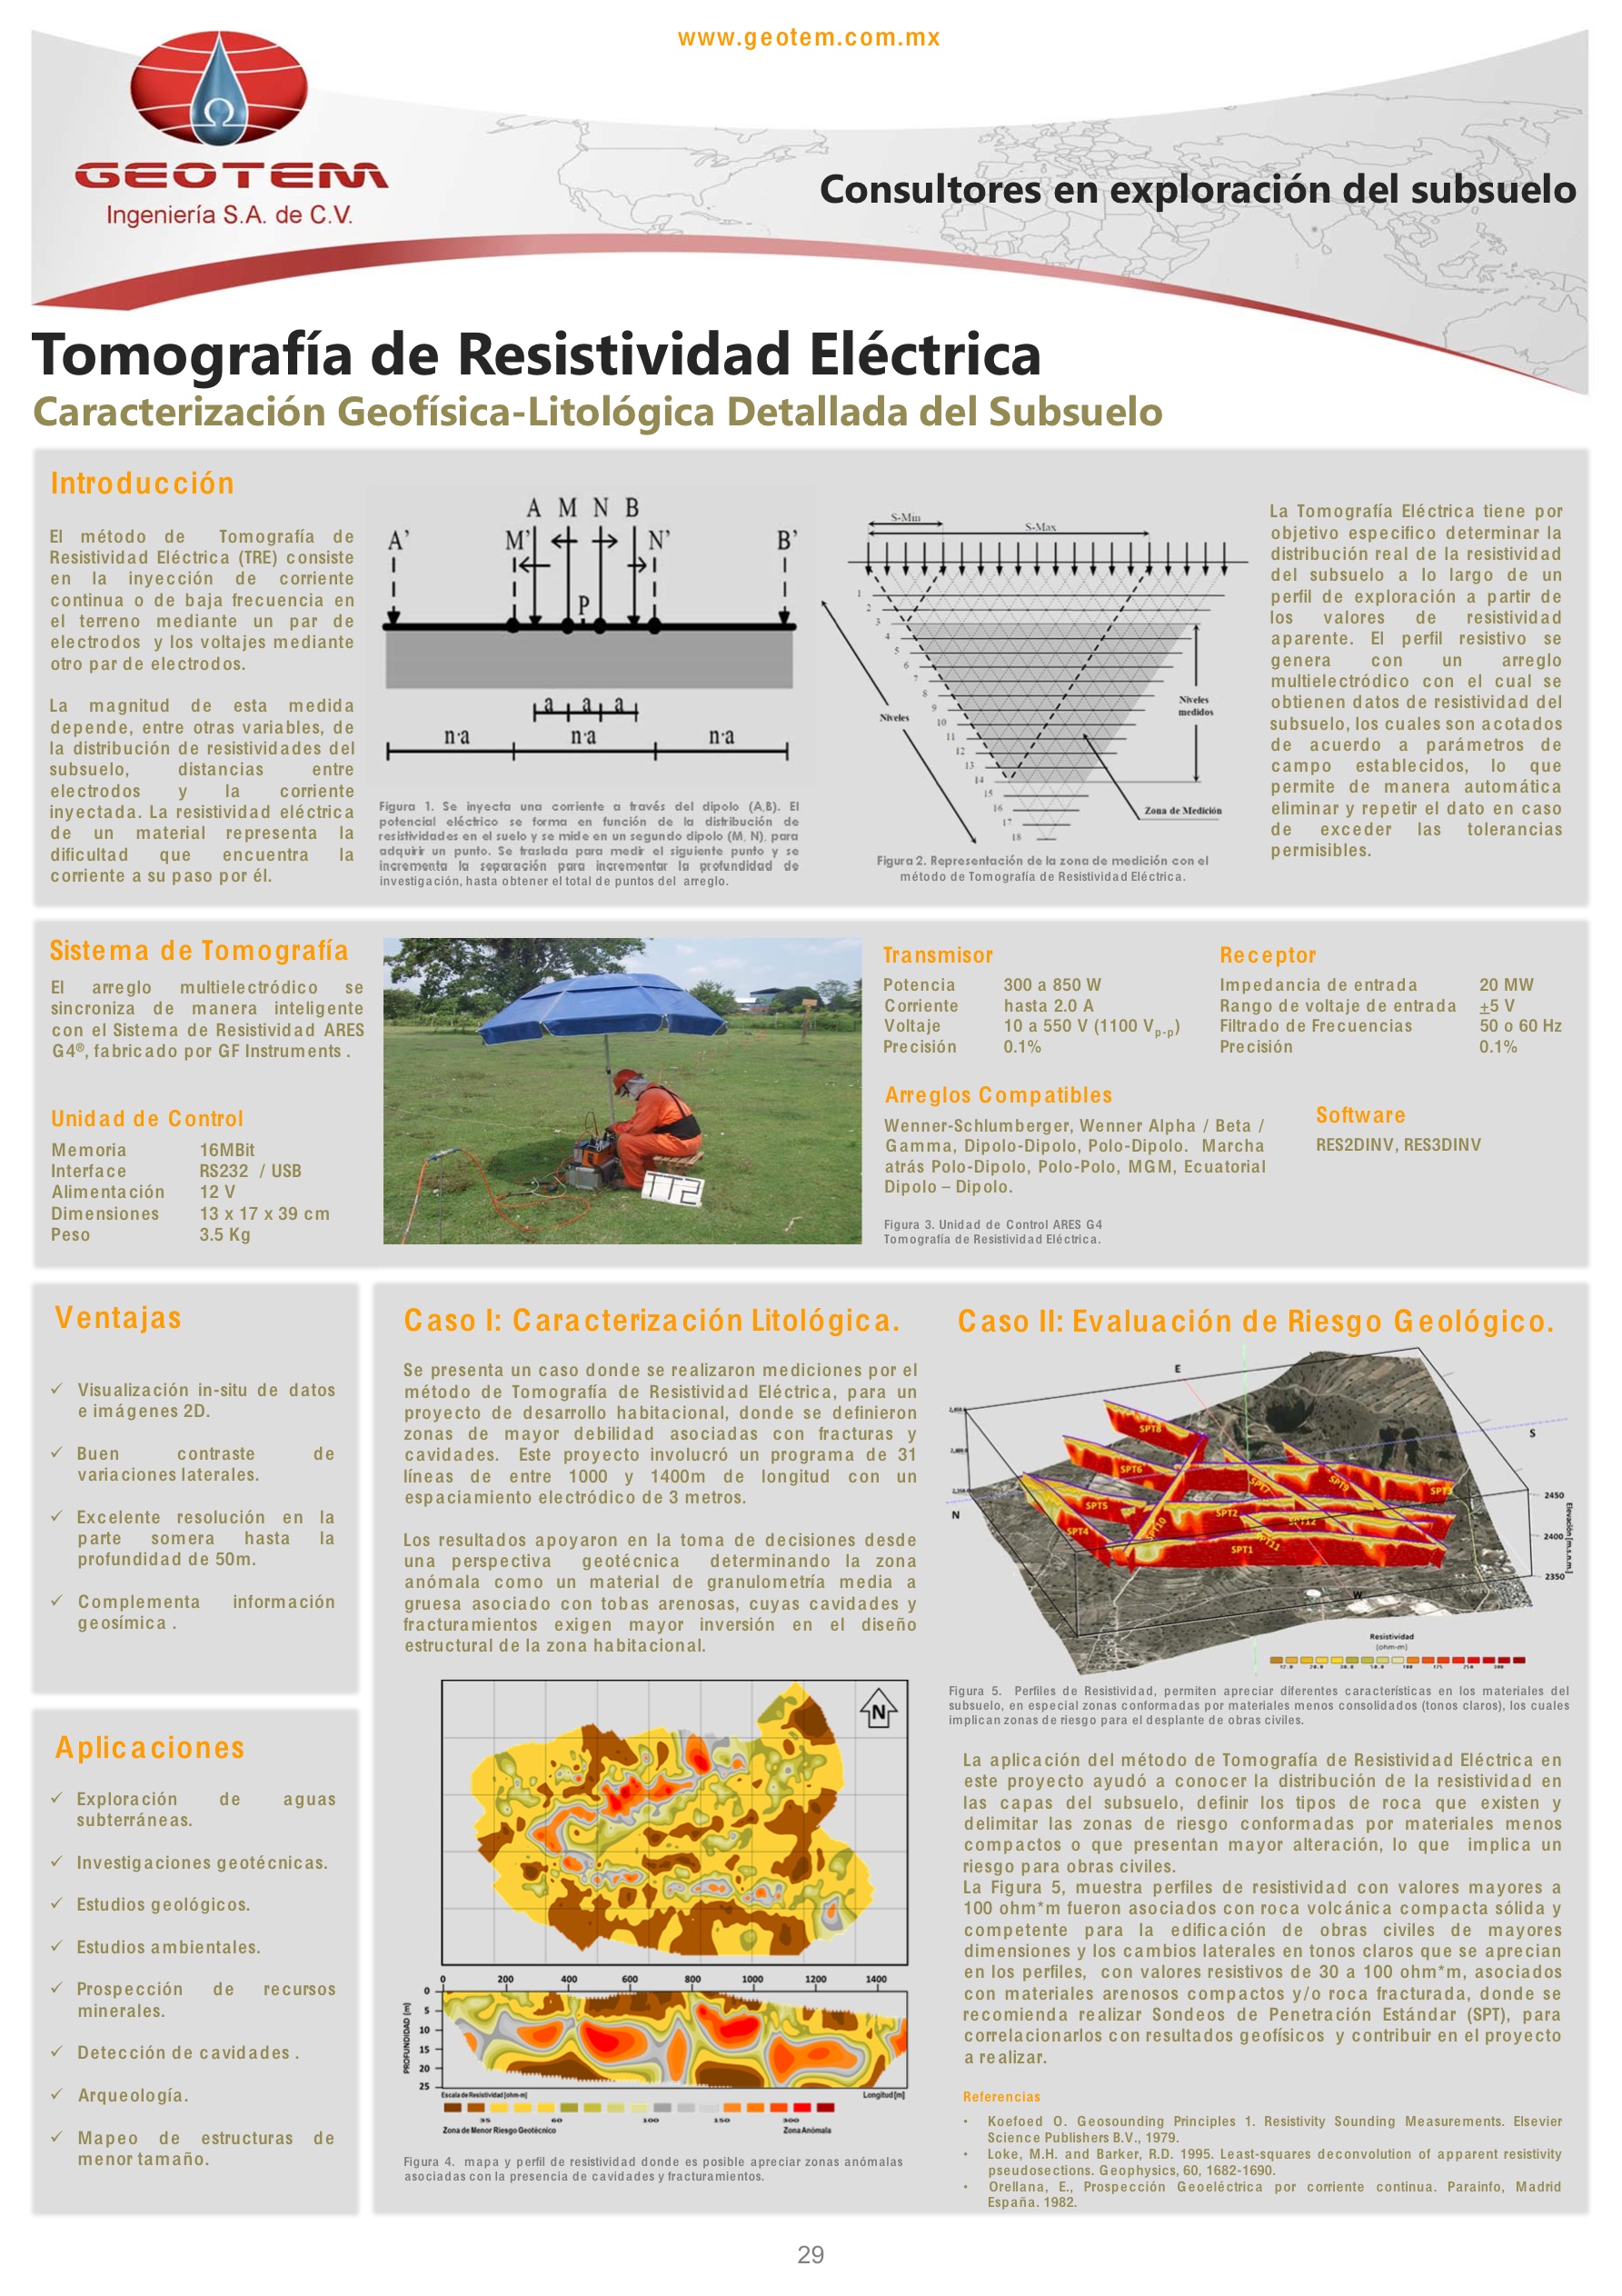 www.geotem.com.mx
GEOTEM
Ingeniería S.A. de C.V.
Consultores en exploración del subsuelo
Tomografía de Resistividad Eléctrica
Caracterización Geofísica-Litológica Detallada del Subsuelo
Introducción
El método de Tomografía de
Resistividad Eléctrica (TRE) consiste
en la inyección de corriente
continua o de baja frecuencia en
el terreno mediante un par de
electrodos y los voltajes mediante
otro par de electrodos.
La magnitud de esta medida
depende, entre otras variables, de
la distribución de resistividades del
subsuelo, distancias entre
electrodos y la corriente
inyectada. La resistividad eléctrica
de un material representa la
dificultad que encuentra la
corriente a su paso por él.
A M N B
A' M' N' B'
P
a a a
n·a n·a n·a
Figura 1. Se inyecta una corriente a través del dipolo (A,B). El
potencial eléctrico se forma en función de la distribución de
resistividades en el suelo y se mide en un segundo dipolo (M, N), para
adquirir un punto. Se traslada para medir el siguiente punto y se
incrementa la separación para incrementar la profundidad de
investigación, hasta obtener el total de puntos del arreglo.
S-Min
S-Max
1
2
3
4
5
6
7
8
9
10
11
12
13
14
15
16
17
18
Niveles
Niveles
medidos
Zona de Medición
Figura 2. Representación de la zona de medición con el
método de Tomografía de Resistividad Eléctrica.
La Tomografía Eléctrica tiene por
objetivo especifico determinar la
distribución real de la resistividad
del subsuelo a lo largo de un
perfil de exploración a partir de
los valores de resistividad
aparente. El perfil resistivo se
genera con un arreglo
multielectródico con el cual se
obtienen datos de resistividad del
subsuelo, los cuales son acotados
de acuerdo a parámetros de
campo establecidos, lo que
permite de manera automática
eliminar y repetir el dato en caso
de exceder las tolerancias
permisibles.
Sistema de Tomografía
El arreglo multielectródico se
sincroniza de manera inteligente
con el Sistema de Resistividad ARES
G4®, fabricado por GF Instruments .
Unidad de Control
Memoria 16MBit
Interface RS232 / USB
Alimentación 12 V
Dimensiones 13 x 17 x 39 cm
Peso 3.5 Kg
TT2
Transmisor
Potencia 300 a 850 W
Corriente hasta 2.0 A
Voltaje 10 a 550 V (1100 Vp-p)
Precisión 0.1%
Receptor
Impedancia de entrada 20 MW
Rango de voltaje de entrada ±5 V
Filtrado de Frecuencias 50 o 60 Hz
Precisión 0.1%
Arreglos Compatibles
Wenner-Schlumberger, Wenner Alpha / Beta /
Gamma, Dipolo-Dipolo, Polo-Dipolo. Marcha
atrás Polo-Dipolo, Polo-Polo, MGM, Ecuatorial
Dipolo – Dipolo.
Software
RES2DINV, RES3DINV
Figura 3. Unidad de Control ARES G4
Tomografía de Resistividad Eléctrica.
Ventajas
✓ Visualización in-situ de datos
e imágenes 2D.
✓ Buen contraste de
variaciones laterales.
✓ Excelente resolución en la
parte somera hasta la
profundidad de 50m.
✓ Complementa información
geosímica .
Aplicaciones
✓ Exploración de aguas
subterráneas.
✓ Investigaciones geotécnicas.
✓ Estudios geológicos.
✓ Estudios ambientales.
✓ Prospección de recursos
minerales.
✓ Detección de cavidades .
✓ Arqueología.
✓ Mapeo de estructuras de
menor tamaño.
Caso I: Caracterización Litológica.
Se presenta un caso donde se realizaron mediciones por el
método de Tomografía de Resistividad Eléctrica, para un
proyecto de desarrollo habitacional, donde se definieron
zonas de mayor debilidad asociadas con fracturas y
cavidades. Este proyecto involucró un programa de 31
líneas de entre 1000 y 1400m de longitud con un
espaciamiento electródico de 3 metros.
Los resultados apoyaron en la toma de decisiones desde
una perspectiva geotécnica determinando la zona
anómala como un material de granulometría media a
gruesa asociado con tobas arenosas, cuyas cavidades y
fracturamientos exigen mayor inversión en el diseño
estructural de la zona habitacional.
N
0 200 400 600 800 1000 1200 1400
PROFUNDIDAD [m]
0
5
10
15
20
25
Escala de Resistividad [ohm-m]
Longitud [m]
35 60 100 150 300
Zona de Menor Riesgo Geotécnico
Zona Anómala
Figura 4. mapa y perfil de resistividad donde es posible apreciar zonas anómalas
asociadas con la presencia de cavidades y fracturamientos.
Caso II: Evaluación de Riesgo Geológico.
E
S
N
W
SPT8
SPT6
SPT5
SPT4
SPT10
SPT7
SPT9
SPT3
SPT2
SPT12
SPT11
SPT1
2450
2400
2350
Elevación [m.s.n.m.]
Resistividad
(ohm-m)
Figura 5. Perfiles de Resistividad, permiten apreciar diferentes características en los materiales del
subsuelo, en especial zonas conformadas por materiales menos consolidados (tonos claros), los cuales
implican zonas de riesgo para el desplante de obras civiles.
La aplicación del método de Tomografía de Resistividad Eléctrica en
este proyecto ayudó a conocer la distribución de la resistividad en
las capas del subsuelo, definir los tipos de roca que existen y
delimitar las zonas de riesgo conformadas por materiales menos
compactos o que presentan mayor alteración, lo que implica un
riesgo para obras civiles.
La Figura 5, muestra perfiles de resistividad con valores mayores a
100 ohm*m fueron asociados con roca volcánica compacta sólida y
competente para la edificación de obras civiles de mayores
dimensiones y los cambios laterales en tonos claros que se aprecian
en los perfiles, con valores resistivos de 30 a 100 ohm*m, asociados
con materiales arenosos compactos y/o roca fracturada, donde se
recomienda realizar Sondeos de Penetración Estándar (SPT), para
correlacionarlos con resultados geofísicos y contribuir en el proyecto
a realizar.
Referencias
• Koefoed O. Geosounding Principles 1. Resistivity Sounding Measurements. Elsevier
Science Publishers B.V., 1979.
• Loke, M.H. and Barker, R.D. 1995. Least-squares deconvolution of apparent resistivity
pseudosections. Geophysics, 60, 1682-1690.
• Orellana, E., Prospección Geoeléctrica por corriente continua. Parainfo, Madrid
España. 1982.
29